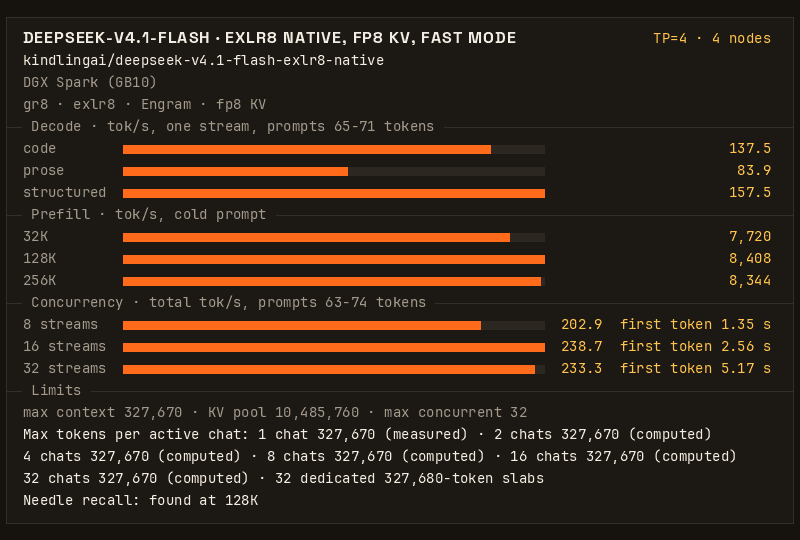 DEEPSEEK-V4.1-FLASH · EXLR8 NATIVE, FP8 KV, FAST MODE TP=4 · 4 nodes
kindlingai/deepseek-v4.1-flash-exlr8-native
DGX Spark (GB10)
gr8 · exlr8 · Engram · fp8 KV
Decode · tok/s, one stream, prompts 65-71 tokens
code 137.5
prose 83.9
structured 157.5
Prefill · tok/s, cold prompt
32K 7,720
128K 8,408
256K 8,344
Concurrency · total tok/s, prompts 63-74 tokens
8 streams 202.9 first token 1.35 s
16 streams 238.7 first token 2.56 s
32 streams 233.3 first token 5.17 s
Limits
max context 327,670 · KV pool 10,485,760 · max concurrent 32
Max tokens per active chat: 1 chat 327,670 (measured) · 2 chats 327,670 (computed)
4 chats 327,670 (computed) · 8 chats 327,670 (computed) · 16 chats 327,670 (computed)
32 chats 327,670 (computed) · 32 dedicated 327,680-token slabs
Needle recall: found at 128K